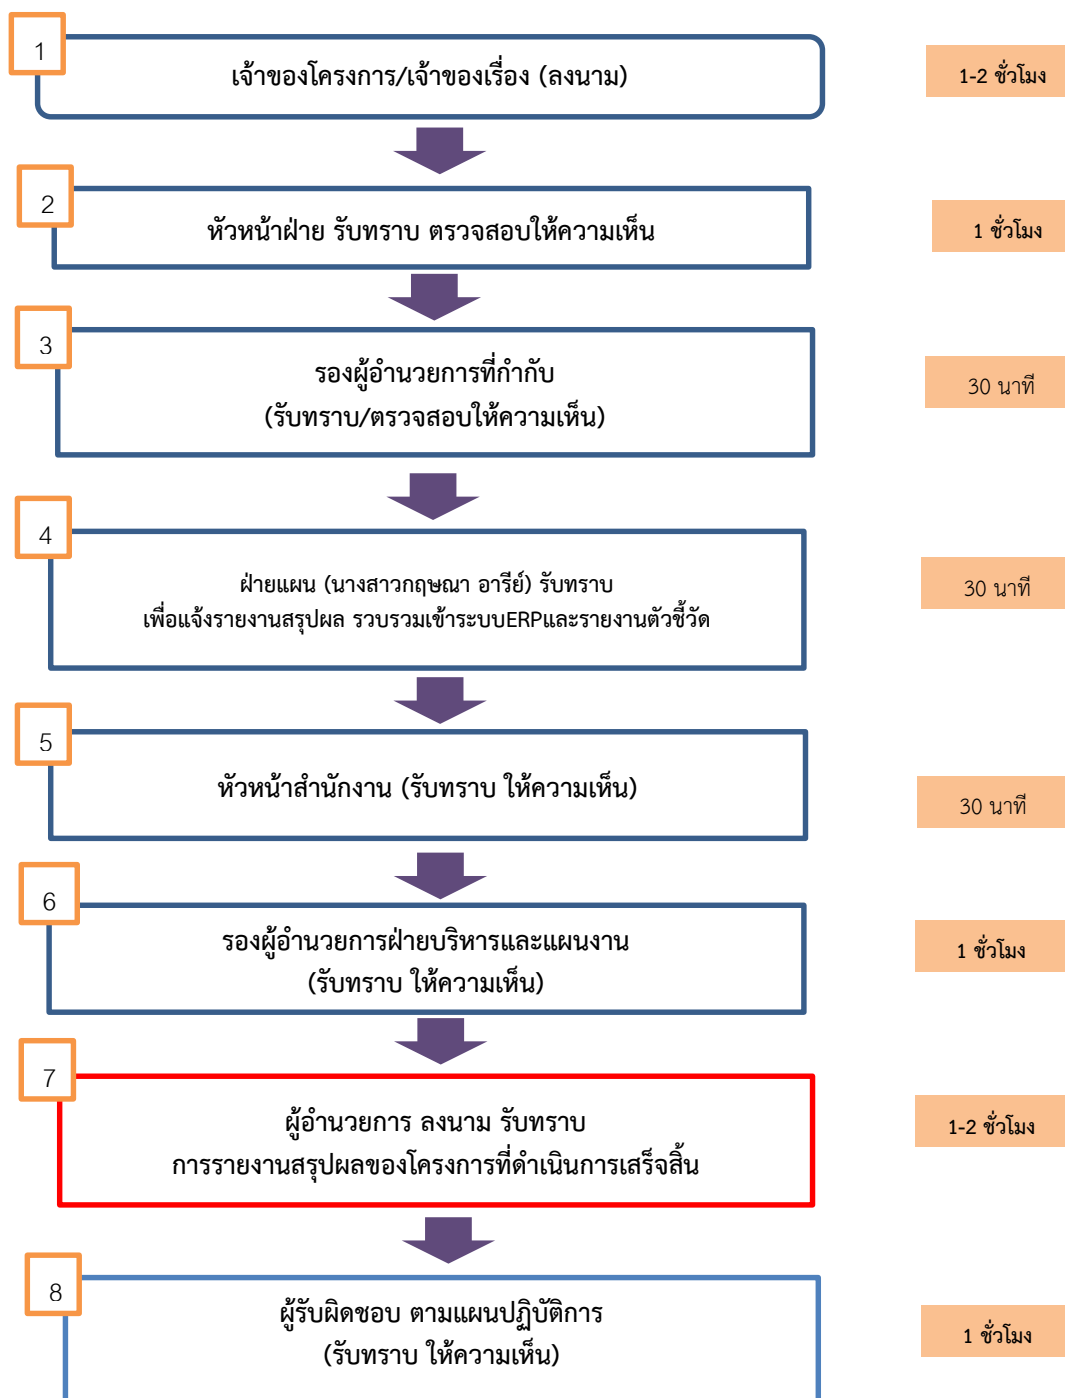 1
เจ้าของโครงการ/เจ้าของเรื่อง (ลงนาม)
1-2 ชั่วโมง
2
หัวหน้าฝ่าย รับทราบ ตรวจสอบให้ความเห็น
1 ชั่วโมง
3
รองผู้อำนวยการที่กำกับ
(รับทราบ/ตรวจสอบให้ความเห็น)
30 นาที
4
ฝ่ายแผน (นางสาวกฤษณา อารีย์) รับทราบ
เพื่อแจ้งรายงานสรุปผล รวบรวมเข้าระบบERPและรายงานตัวชี้วัด
30 นาที
5
หัวหน้าสำนักงาน (รับทราบ ให้ความเห็น)
30 นาที
6
รองผู้อำนวยการฝ่ายบริหารและแผนงาน
(รับทราบ ให้ความเห็น)
1 ชั่วโมง
7
ผู้อำนวยการ ลงนาม รับทราบ
การรายงานสรุปผลของโครงการที่ดำเนินการเสร็จสิ้น
1-2 ชั่วโมง
8
ผู้รับผิดชอบ ตามแผนปฏิบัติการ
(รับทราบ ให้ความเห็น)
1 ชั่วโมง